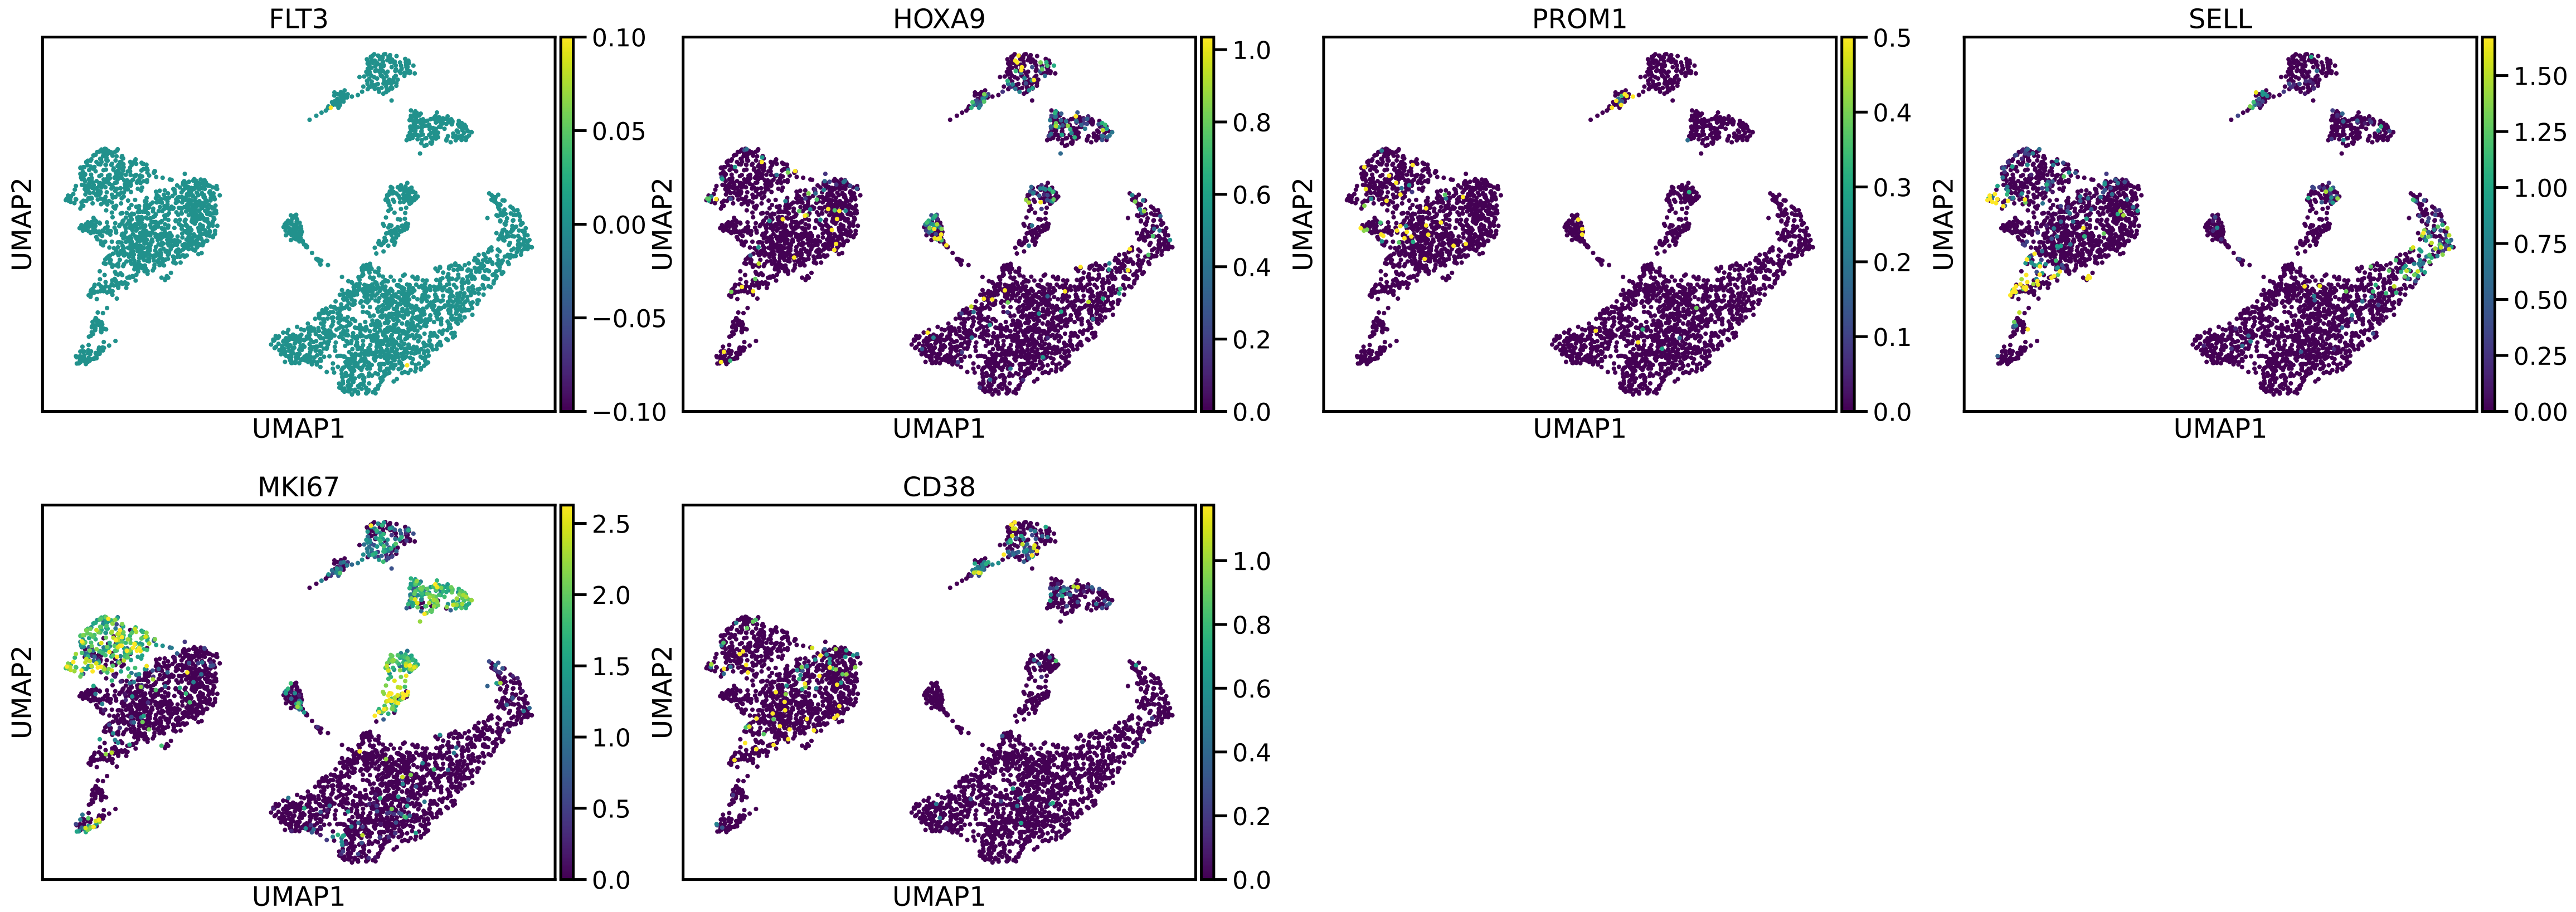 FLT3
HOXA9
PROM1
SELL
0.10
0.05
0.00
−0.05
−0.10
1.0
0.8
0.6
0.4
0.2
0.0
0.5
0.4
0.3
0.2
0.1
0.0
1.50
1.25
1.00
0.75
0.50
0.25
0.00
UMAP2
UMAP2
UMAP2
UMAP2
UMAP1
UMAP1
UMAP1
UMAP1
MKI67
CD38
2.5
2.0
1.5
1.0
0.5
0.0
1.0
0.8
0.6
0.4
0.2
0.0
UMAP2
UMAP2
UMAP1
UMAP1